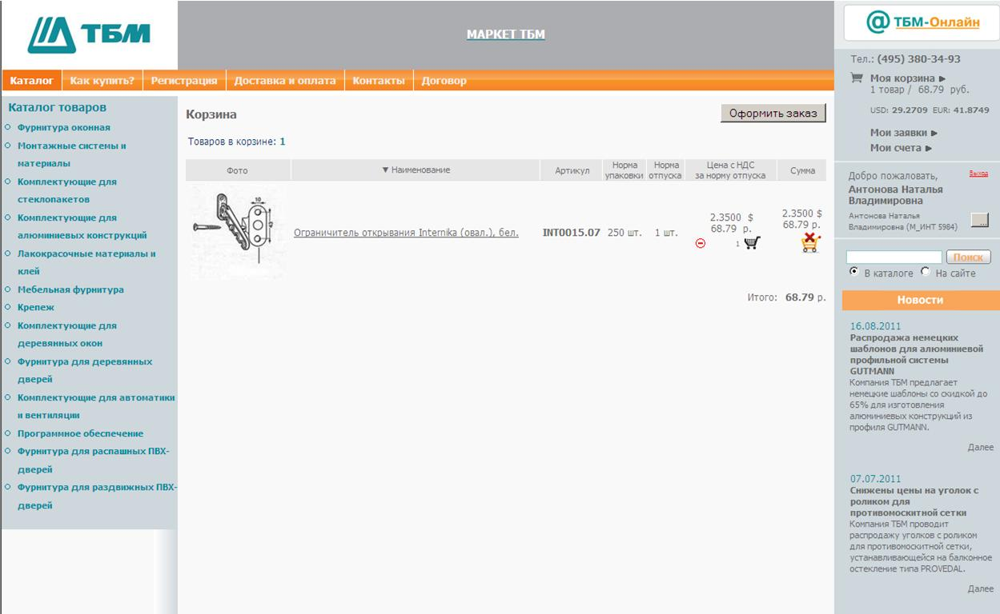 ТБМ
МАРКЕТ ТБМ
@ ТБМ-Онлайн
Каталог
Как купить?
Регистрация
Доставка и оплата
Контакты
Договор
Каталог товаров
Фурнитура оконная
Монтажные системы и
материалы
Комплектующие для
стеклопакетов
Комплектующие для
алюминиевых конструкций
Лакокрасочные материалы и
клей
Мебельная фурнитура
Крепеж
Комплектующие для
деревянных окон
Фурнитура для деревянных
дверей
Комплектующие для автоматики
и вентиляции
Программное обеспечение
Фурнитура для распашных ПВХ-
дверей
Фурнитура для раздвижных ПВХ-
дверей
Корзина
Оформить заказ
Товаров в корзине: 1
Фото
▼ Наименование
Артикул
Норма
упаковки
Норма
отпуска
Цена с НДС
за норму отпуска
Сумма
10
Ограничитель открывания Internika (овал.), бел.
INT0015.07
250 шт.
1 шт.
2.3500 $
68.79 р.
1
2.3500 $
68.79 р.
Итого: 68.79 р.
Тел.: (495) 380-34-93
Моя корзина ▶
1 товар / 68.79 руб.
USD: 29.2709 EUR: 41.8749
Мои заявки ▶
Мои счета ▶
Добро пожаловать,
Выход
Антонова Наталья
Владимировна
Антонова Наталья
Владимировна (М_ИНТ 5984)
...
Поиск
В каталоге
На сайте
Новости
16.08.2011
Распродажа немецких
шаблонов для алюминиевой
профильной системы
GUTMANN
Компания ТБМ предлагает
немецкие шаблоны со скидкой до
65% для изготовления
алюминиевых конструкций из
профиля GUTMANN.
Далее
07.07.2011
Снижены цены на уголок с
роликом для
противомоскитной сетки
Компания ТБМ проводит
распродажу уголков с роликом
для противомоскитной сетки,
устанавливающейся на балконное
остекление типа PROVEDAL.
Далее